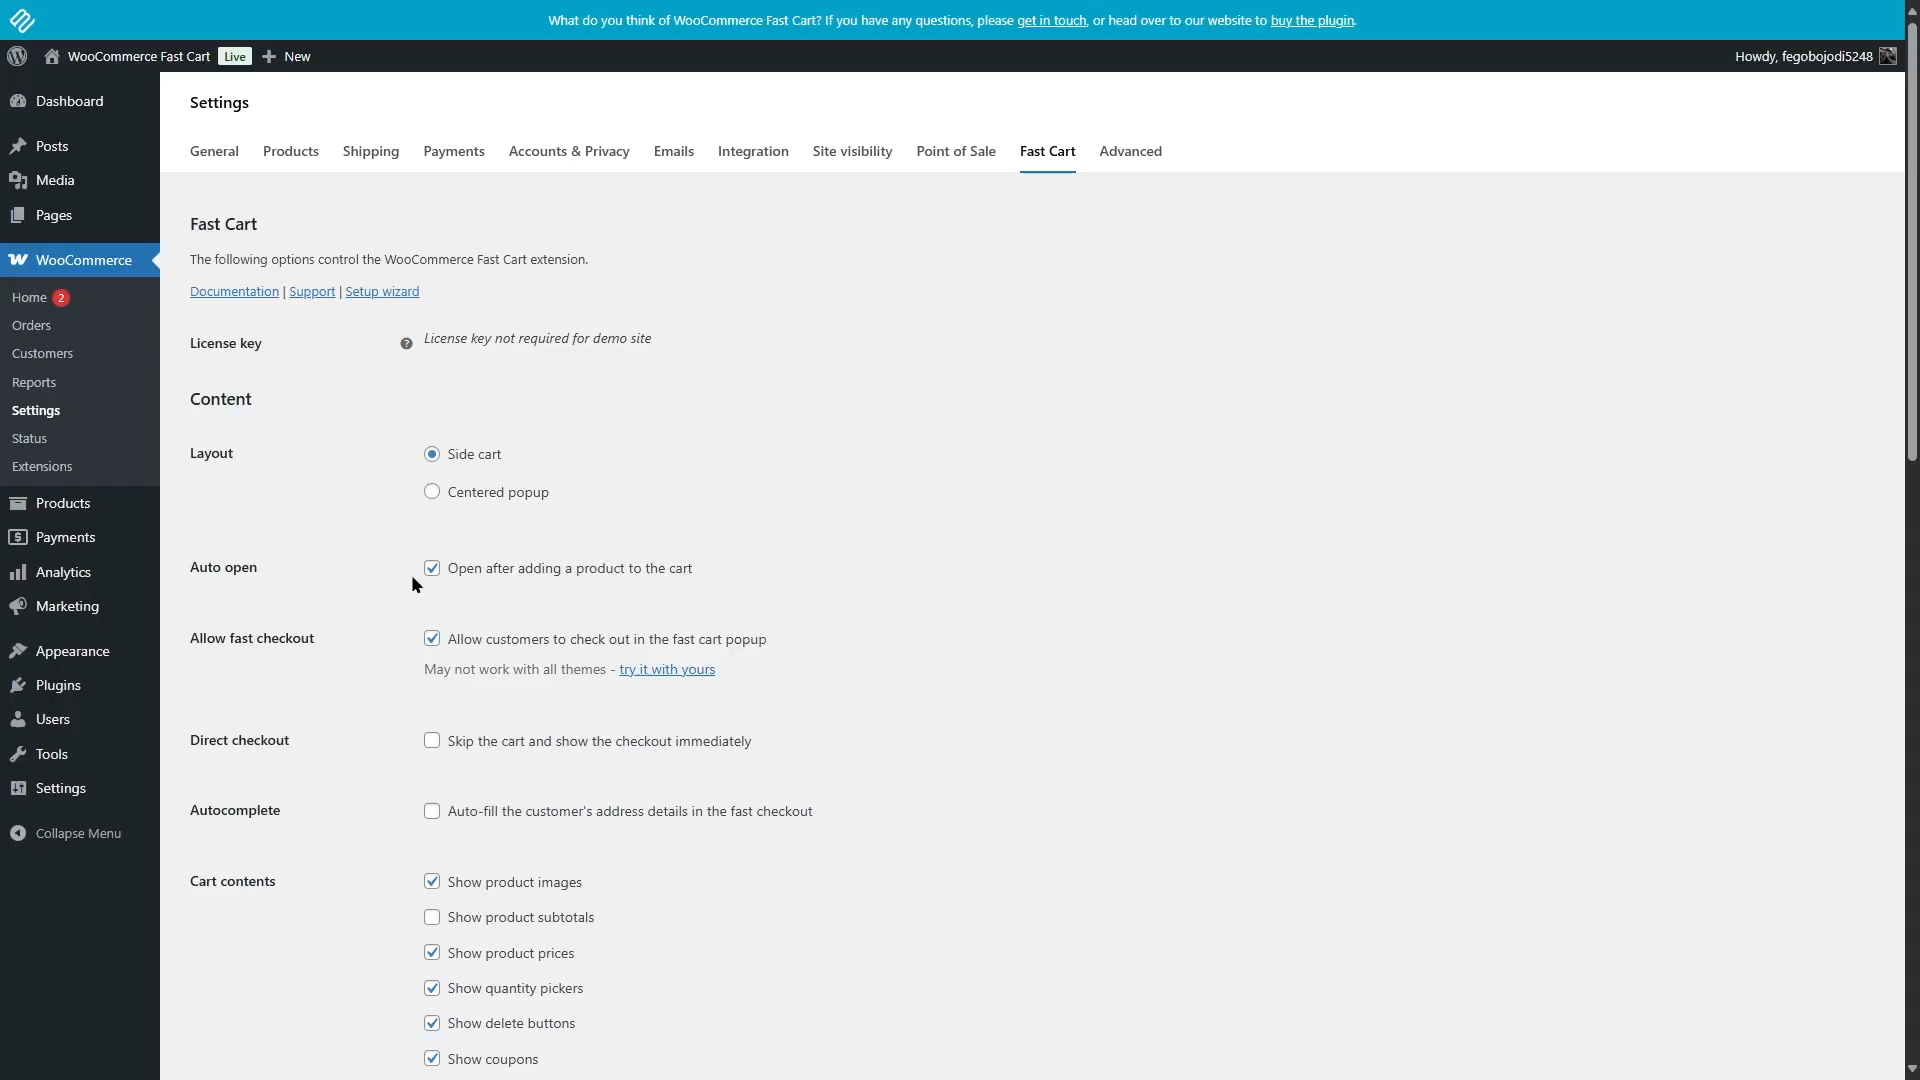 What do you think of WooCommerce Fast Cart? If you have any questions, please get in touch, or head over to our website to buy the plugin.
WooCommerce Fast Cart Live New
Howdy, fegobojodi5248
Dashboard
Posts
Media
Pages
WooCommerce
Home 2
Orders
Customers
Reports
Settings
Status
Extensions
Products
Payments
Analytics
Marketing
Appearance
Plugins
Users
Tools
Settings
Collapse Menu
Settings
General Products Shipping Payments Accounts & Privacy Emails Integration Site visibility Point of Sale Fast Cart Advanced
Fast Cart
The following options control the WooCommerce Fast Cart extension.
Documentation | Support | Setup wizard
License key ? License key not required for demo site
Content
Layout Side cart
Centered popup
Auto open Open after adding a product to the cart
Allow fast checkout Allow customers to check out in the fast cart popup
May not work with all themes - try it with yours
Direct checkout Skip the cart and show the checkout immediately
Autocomplete Auto-fill the customer's address details in the fast checkout
Cart contents Show product images
Show product subtotals
Show product prices
Show quantity pickers
Show delete buttons
Show coupons